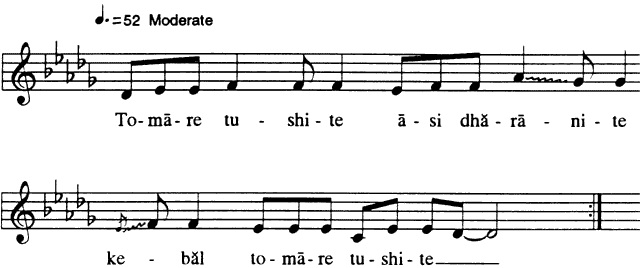 ♩.=52 Moderate
To-mā-re tu - shi-te ā-si dhă-rā - ni-te
ke - băl to-mā-re tu-shi-te